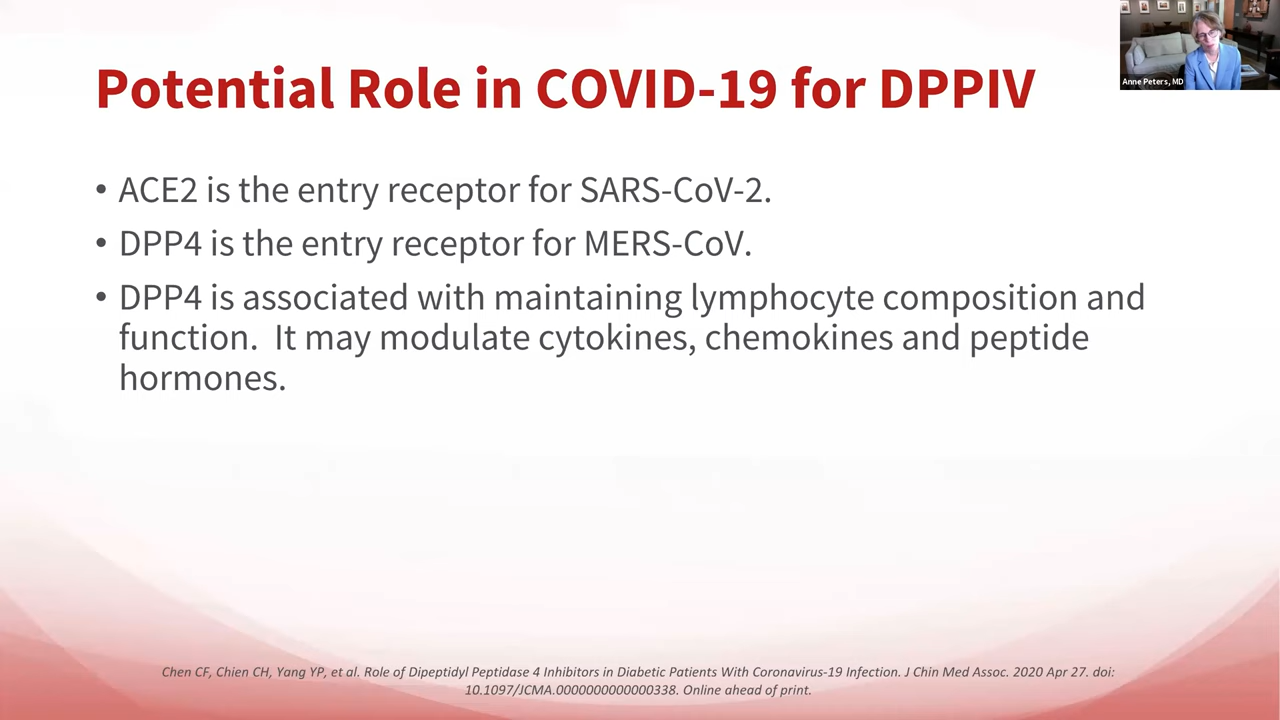 Potential Role in COVID-19 for DPPIV
Anne Peters, MD
• ACE2 is the entry receptor for SARS-CoV-2.
• DPP4 is the entry receptor for MERS-CoV.
• DPP4 is associated with maintaining lymphocyte composition and
function.  It may modulate cytokines, chemokines and peptide
hormones.
Chen CF, Chien CH, Yang YP, et al. Role of Dipeptidyl Peptidase 4 Inhibitors in Diabetic Patients With Coronavirus-19 Infection. J Chin Med Assoc. 2020 Apr 27. doi:
10.1097/JCMA.0000000000000338. Online ahead of print.